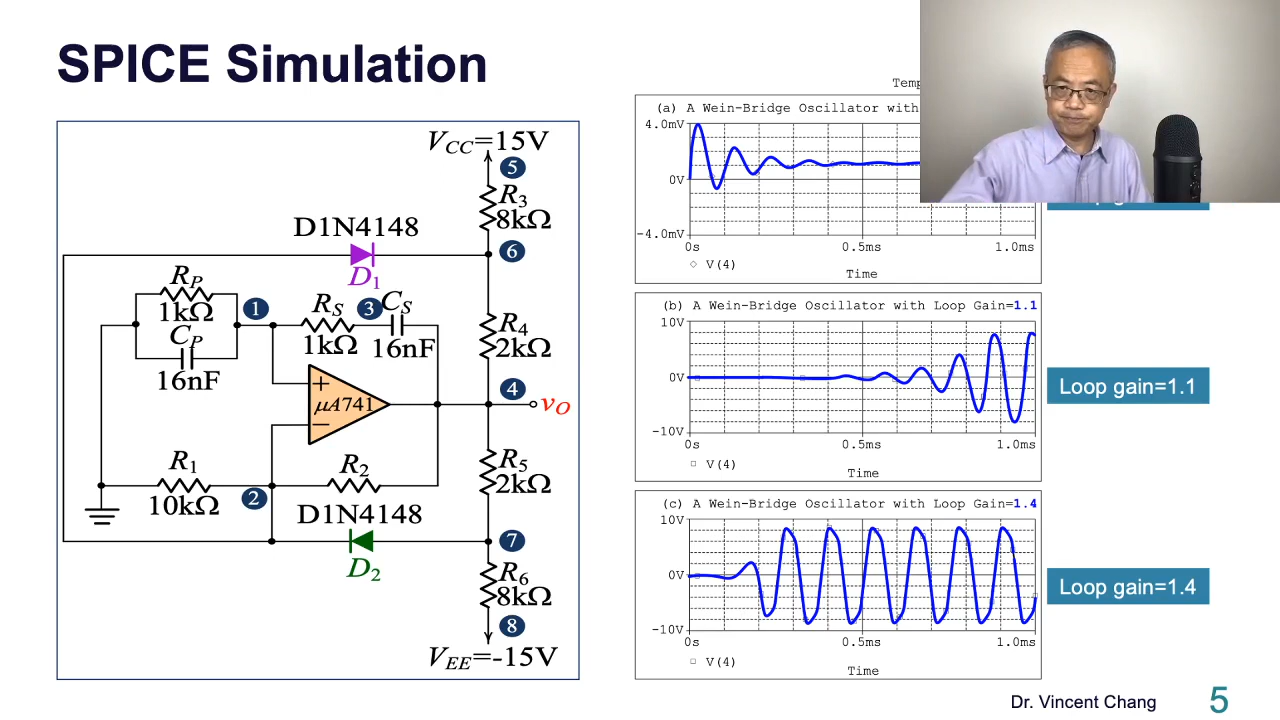 SPICE Simulation
V_CC=15V
5
R_3
8kΩ
D1N4148
6
D_1
R_P
1kΩ
1
R_S
3
C_S
1kΩ
16nF
C_P
16nF
R_4
2kΩ
+
μA741
−
4
v_O
R_1
10kΩ
2
R_2
R_5
2kΩ
D1N4148
7
D_2
R_6
8kΩ
8
V_EE=-15V
Temp
(a) A Wein-Bridge Oscillator with
4.0mV
0V
-4.0mV
0s 0.5ms 1.0ms
◇ V(4)
Time
(b) A Wein-Bridge Oscillator with Loop Gain=1.1
10V
0V
-10V
0s 0.5ms 1.0ms
□ V(4)
Time
Loop gain=1.1
(c) A Wein-Bridge Oscillator with Loop Gain=1.4
10V
0V
-10V
0s 0.5ms 1.0ms
□ V(4)
Time
Loop gain=1.4
Dr. Vincent Chang 5